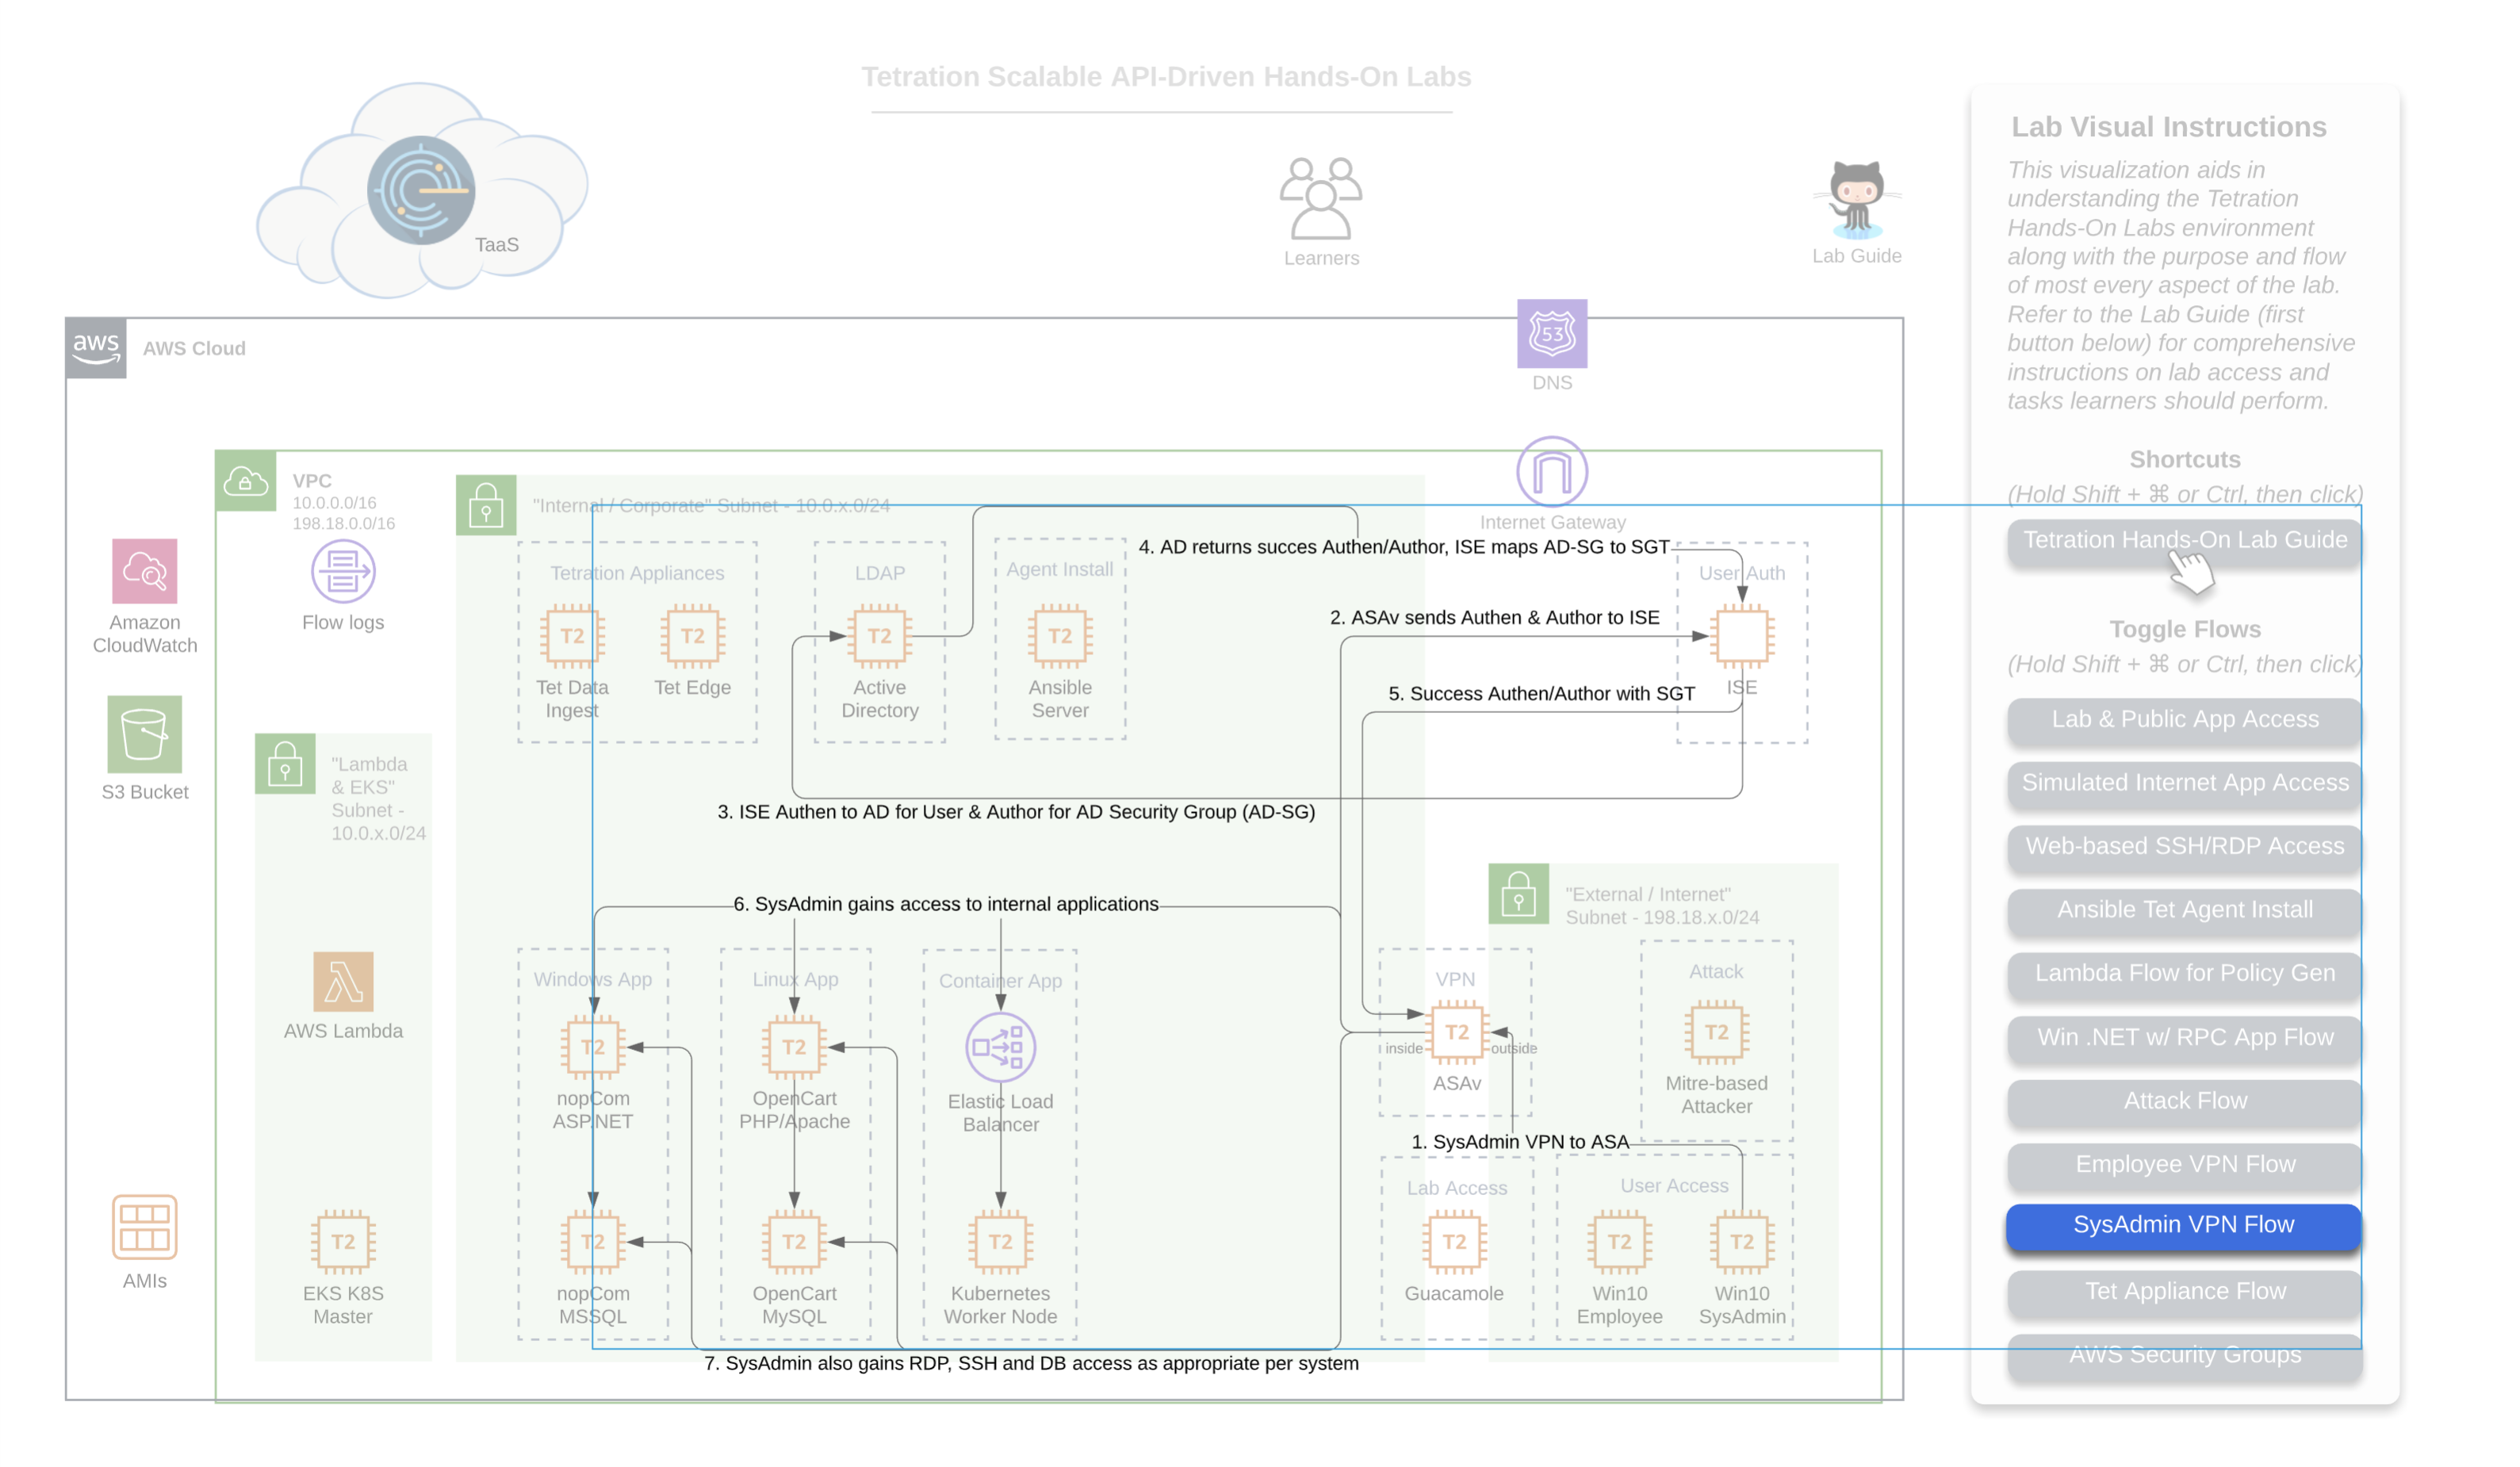 Tetration Scalable API-Driven Hands-On Labs
TaaS
Learners
Lab Guide
aws
AWS Cloud
53
DNS
VPC
10.0.0.0/16
198.18.0.0/16
Flow logs
Amazon
CloudWatch
S3 Bucket
AMIs
"Lambda
& EKS"
Subnet -
10.0.x.0/24
AWS Lambda
T2
EKS K8S
Master
"Internal / Corporate" Subnet - 10.0.x.0/24
Internet Gateway
Tetration Appliances
T2
Tet Data
Ingest
T2
Tet Edge
LDAP
T2
Active
Directory
Agent Install
T2
Ansible
Server
4. AD returns succes Authen/Author, ISE maps AD-SG to SGT
User Auth
ISE
2. ASAv sends Authen & Author to ISE
5. Success Authen/Author with SGT
3. ISE Authen to AD for User & Author for AD Security Group (AD-SG)
6. SysAdmin gains access to internal applications
Windows App
T2
nopCom
ASP.NET
T2
nopCom
MSSQL
Linux App
T2
OpenCart
PHP/Apache
T2
OpenCart
MySQL
Container App
Elastic Load
Balancer
T2
Kubernetes
Worker Node
7. SysAdmin also gains RDP, SSH and DB access as appropriate per system
"External / Internet"
Subnet - 198.18.x.0/24
VPN
T2
inside
outside
ASAv
Attack
T2
Mitre-based
Attacker
1. SysAdmin VPN to ASA
Lab Access
T2
Guacamole
User Access
T2
Win10
Employee
T2
Win10
SysAdmin
Lab Visual Instructions
This visualization aids in
understanding the Tetration
Hands-On Labs environment
along with the purpose and flow
of most every aspect of the lab.
Refer to the Lab Guide (first
button below) for comprehensive
instructions on lab access and
tasks learners should perform.
Shortcuts
(Hold Shift + ⌘ or Ctrl, then click)
Tetration Hands-On Lab Guide
Toggle Flows
(Hold Shift + ⌘ or Ctrl, then click)
Lab & Public App Access
Simulated Internet App Access
Web-based SSH/RDP Access
Ansible Tet Agent Install
Lambda Flow for Policy Gen
Win .NET w/ RPC App Flow
Attack Flow
Employee VPN Flow
SysAdmin VPN Flow
Tet Appliance Flow
AWS Security Groups